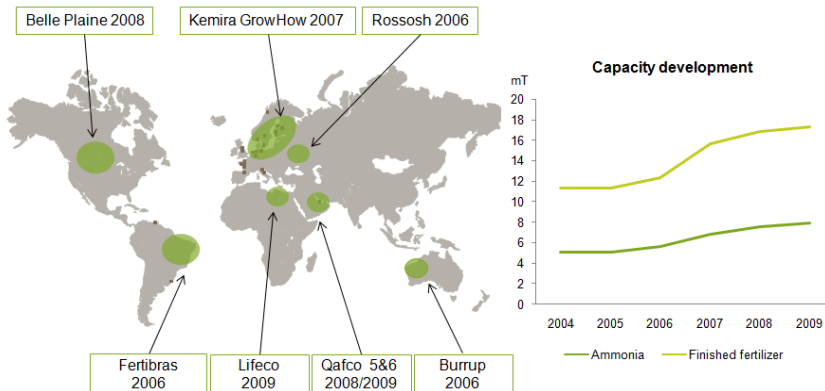 Belle Plaine 2008
Kemira GrowHow 2007
Rossosh 2006
Fertibras
2006
Lifeco
2009
Qafco 5&6
2008/2009
Burrup
2006
Capacity development
mT
20
18
16
14
12
10
8
6
4
2
0
2004 2005 2006 2007 2008 2009
Ammonia Finished fertilizer